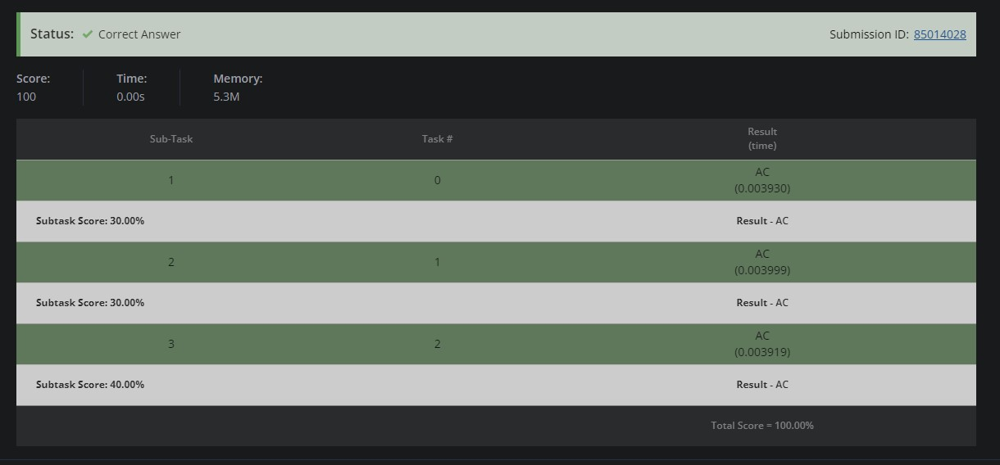 Status: Correct Answer Submission ID: 85014028
Score: Time: Memory:
100 0.00s 5.3M
Sub-Task Task # Result
(time)
1 0 AC
(0.003930)
Subtask Score: 30.00% Result - AC
2 1 AC
(0.003999)
Subtask Score: 30.00% Result - AC
3 2 AC
(0.003919)
Subtask Score: 40.00% Result - AC
Total Score = 100.00%